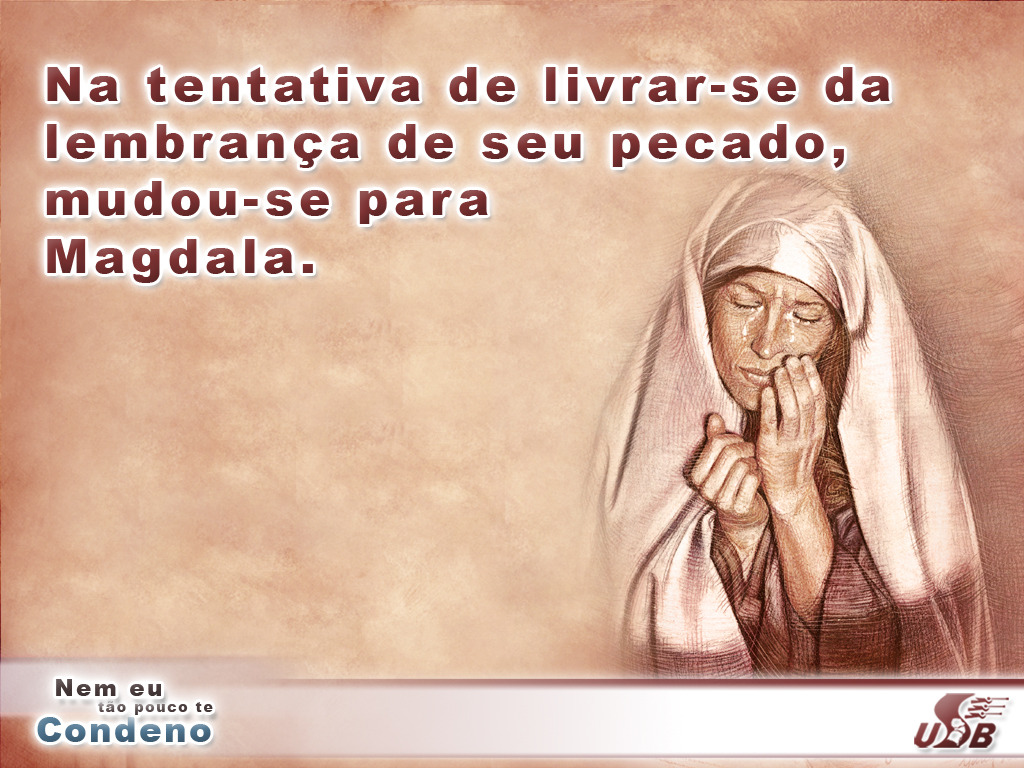 Na tentativa de livrar-se da
lembrança de seu pecado,
mudou-se para
Magdala.
Nem eu
tão pouco te
Condeno
USB